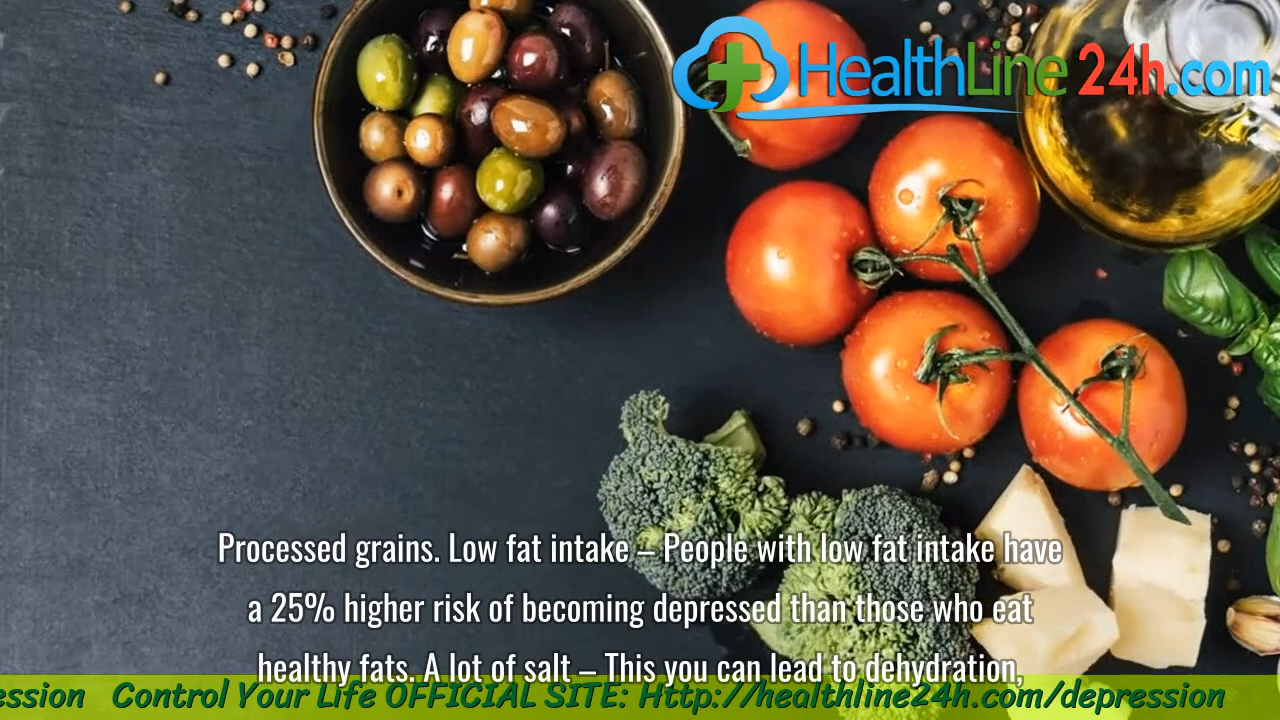 HealthLine 24h.com
Processed grains. Low fat intake – People with low fat intake have
a 25% higher risk of becoming depressed than those who eat
healthy fats. A lot of salt – This you can lead to dehydration,
ession Control Your Life OFFICIAL SITE: Http://healthline24h.com/depression